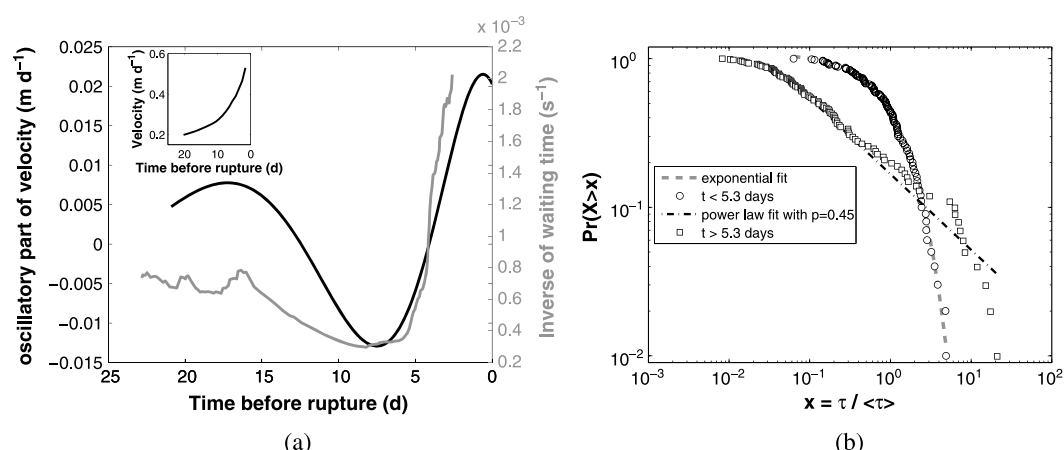 x 10⁻³
0.025
0.02
0.015
0.01
0.005
0
−0.005
−0.01
−0.015
oscillatory part of velocity (m d⁻¹)
0.6
0.4
0.2
Velocity (m d⁻¹)
20 10 0
Time before rupture (d)
2.2
2
1.8
1.6
1.4
1.2
1
0.8
0.6
0.4
0.2
Inverse of waiting time (s⁻¹)
25 20 15 10 5 0
Time before rupture (d)
(a)
10⁰
10⁻¹
10⁻²
Pr(X>x)
exponential fit
t < 5.3 days
power law fit with p=0.45
t > 5.3 days
10⁻³ 10⁻² 10⁻¹ 10⁰ 10¹ 10²
x = τ / <τ>
(b)